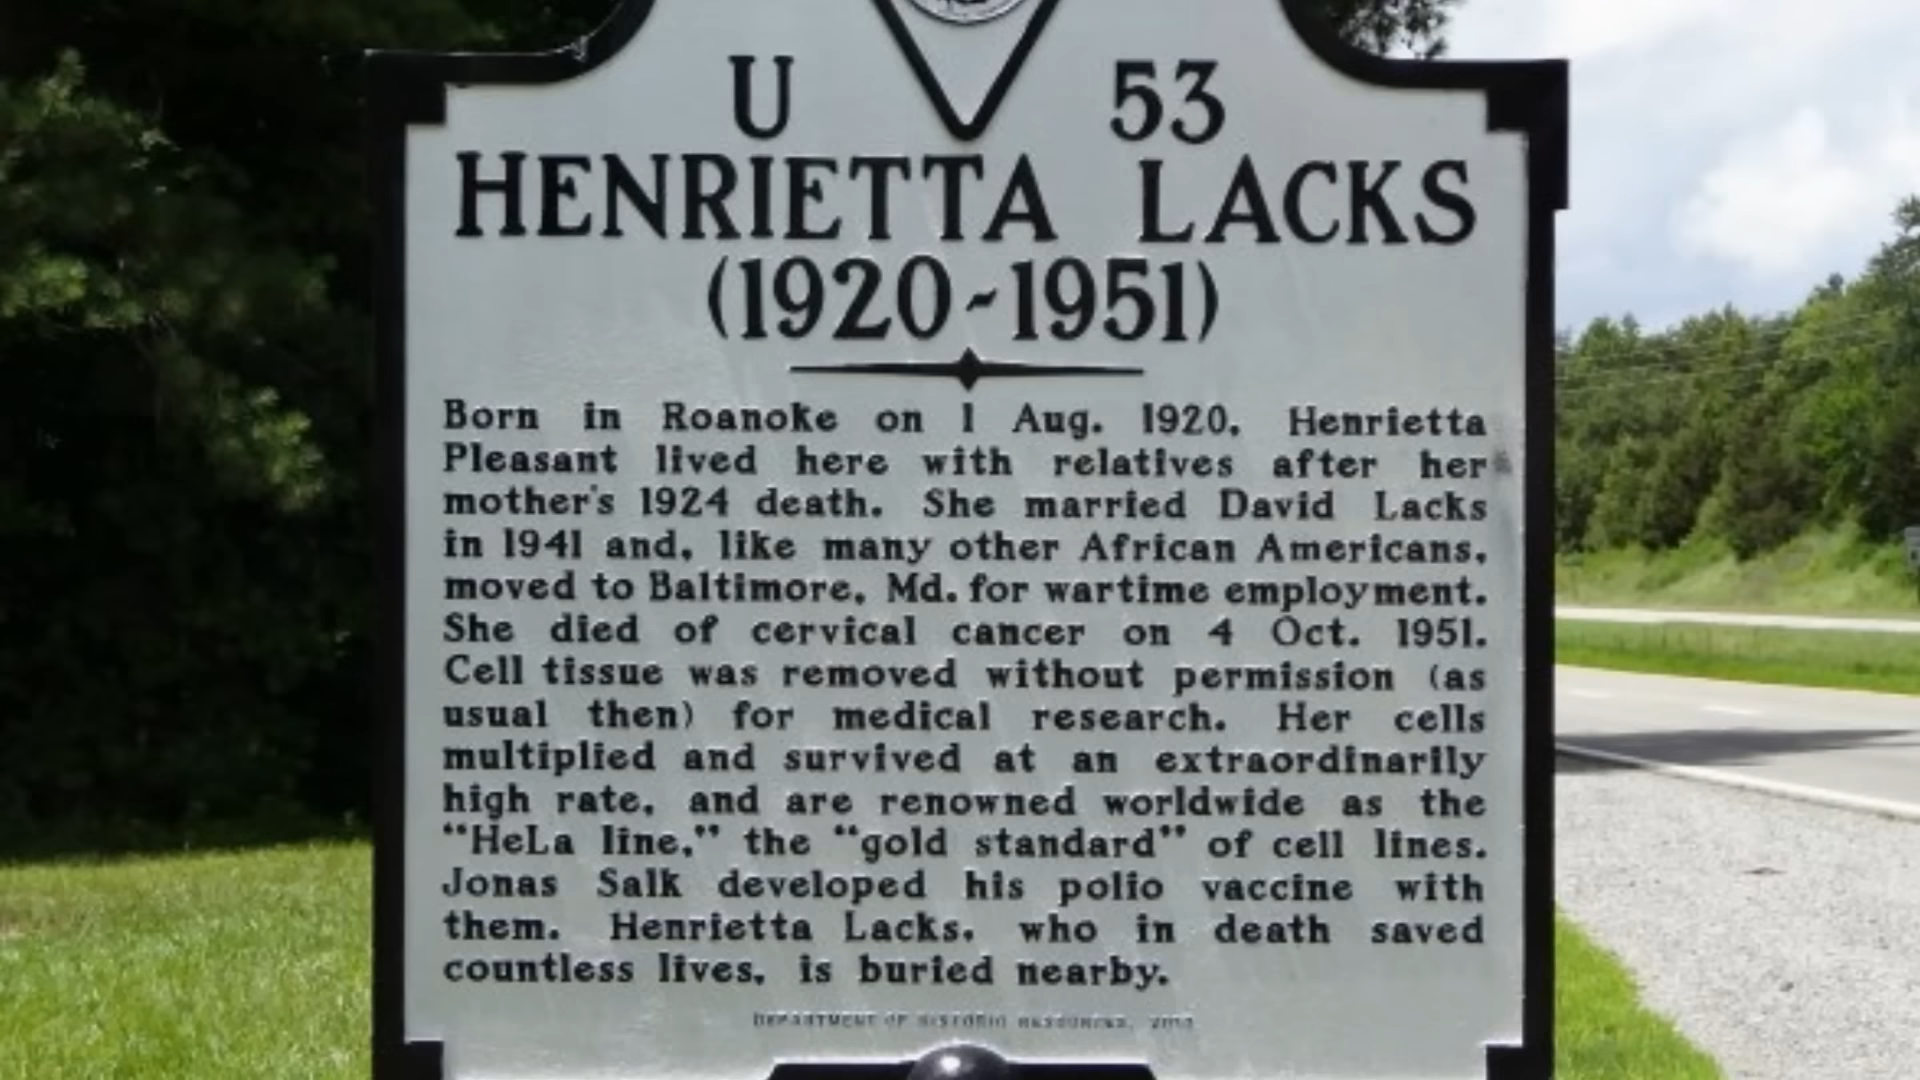 U 53
HENRIETTA LACKS
(1920-1951)
Born in Roanoke on 1 Aug. 1920, Henrietta
Pleasant lived here with relatives after her
mother's 1924 death. She married David Lacks
in 1941 and, like many other African Americans,
moved to Baltimore, Md. for wartime employment.
She died of cervical cancer on 4 Oct. 1951.
Cell tissue was removed without permission (as
usual then) for medical research. Her cells
multiplied and survived at an extraordinarily
high rate, and are renowned worldwide as the
“HeLa line,” the “gold standard” of cell lines.
Jonas Salk developed his polio vaccine with
them. Henrietta Lacks, who in death saved
countless lives, is buried nearby.
DEPARTMENT OF HISTORIC RESOURCES,